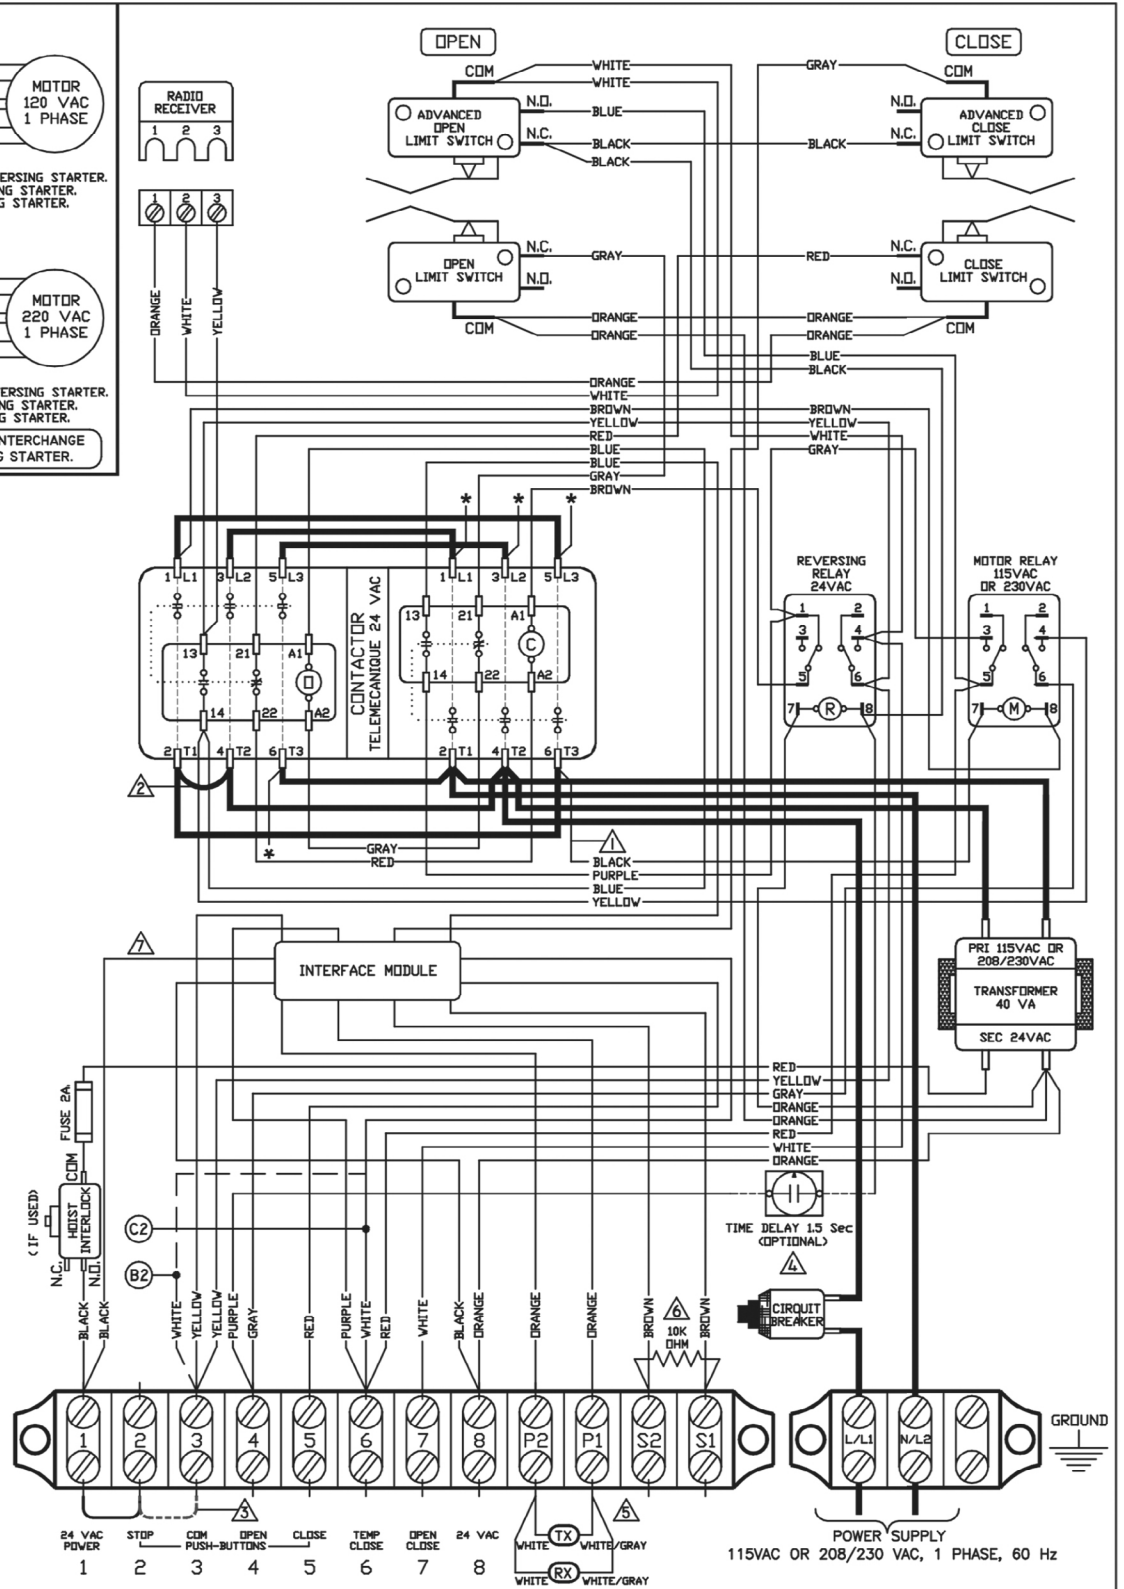 OPEN
CLOSE
MOTOR
120 VAC
1 PHASE
ERSING STARTER.
NG STARTER.
G STARTER.
MOTOR
220 VAC
1 PHASE
ERSING STARTER.
NG STARTER.
G STARTER.
NTERCHANGE
G STARTER.
RADIO
RECEIVER
1 2 3
1 2 3
ORANGE
WHITE
YELLOW
COM
N.O.
N.C.
ADVANCED
OPEN
LIMIT SWITCH
WHITE
WHITE
BLUE
BLACK
BLACK
GRAY
BLACK
COM
N.O.
N.C.
ADVANCED
CLOSE
LIMIT SWITCH
OPEN
LIMIT SWITCH
N.C.
N.O.
COM
GRAY
RED
N.C.
N.O.
CLOSE
LIMIT SWITCH
COM
ORANGE ORANGE
ORANGE ORANGE
BLUE
BLACK
ORANGE
WHITE
BROWN BROWN
YELLOW YELLOW
RED WHITE
BLUE GRAY
BLUE
GRAY
BROWN
* * *
1 L1 3 L2 5 L3
13 21 A1
O
14 22 A2
2 T1 4 T2 6 T3
CONTACTOR
TELEMECANIQUE 24 VAC
1 L1 3 L2 5 L3
13 21 A1
C
14 22 A2
2 T1 4 T2 6 T3
REVERSING
RELAY
24VAC
1 2
3 4
5 6
7 R 8
MOTOR RELAY
115VAC
OR 230VAC
1 2
3 4
5 6
7 M 8
2
*
GRAY
RED
1
BLACK
PURPLE
BLUE
YELLOW
7
INTERFACE MODULE
PRI 115VAC OR
208/230VAC
TRANSFORMER
40 VA
SEC 24VAC
RED
YELLOW
GRAY
ORANGE
ORANGE
RED
WHITE
ORANGE
FUSE 2A.
COM
HOIST
INTERLOCK
(IF USED)
N.C.
N.O.
C2
B2
TIME DELAY 1.5 Sec
(OPTIONAL)
4
CIRQUIT
BREAKER
BLACK
BLACK
WHITE
YELLOW
YELLOW
PURPLE
GRAY
RED
PURPLE
WHITE
RED
WHITE
BLACK
ORANGE
ORANGE
ORANGE
BROWN
6
10K
OHM
BROWN
1 2 3 4 5 6 7 8 P2 P1 S2 S1
L/L1 N/L2
GROUND
3
5
24 VAC
POWER
STOP
COM
OPEN
CLOSE
PUSH-BUTTONS
TEMP
CLOSE
OPEN
CLOSE
24 VAC
1 2 3 4 5 6 7 8
WHITE TX WHITE/GRAY
WHITE RX WHITE/GRAY
POWER SUPPLY
115VAC OR 208/230 VAC, 1 PHASE, 60 Hz